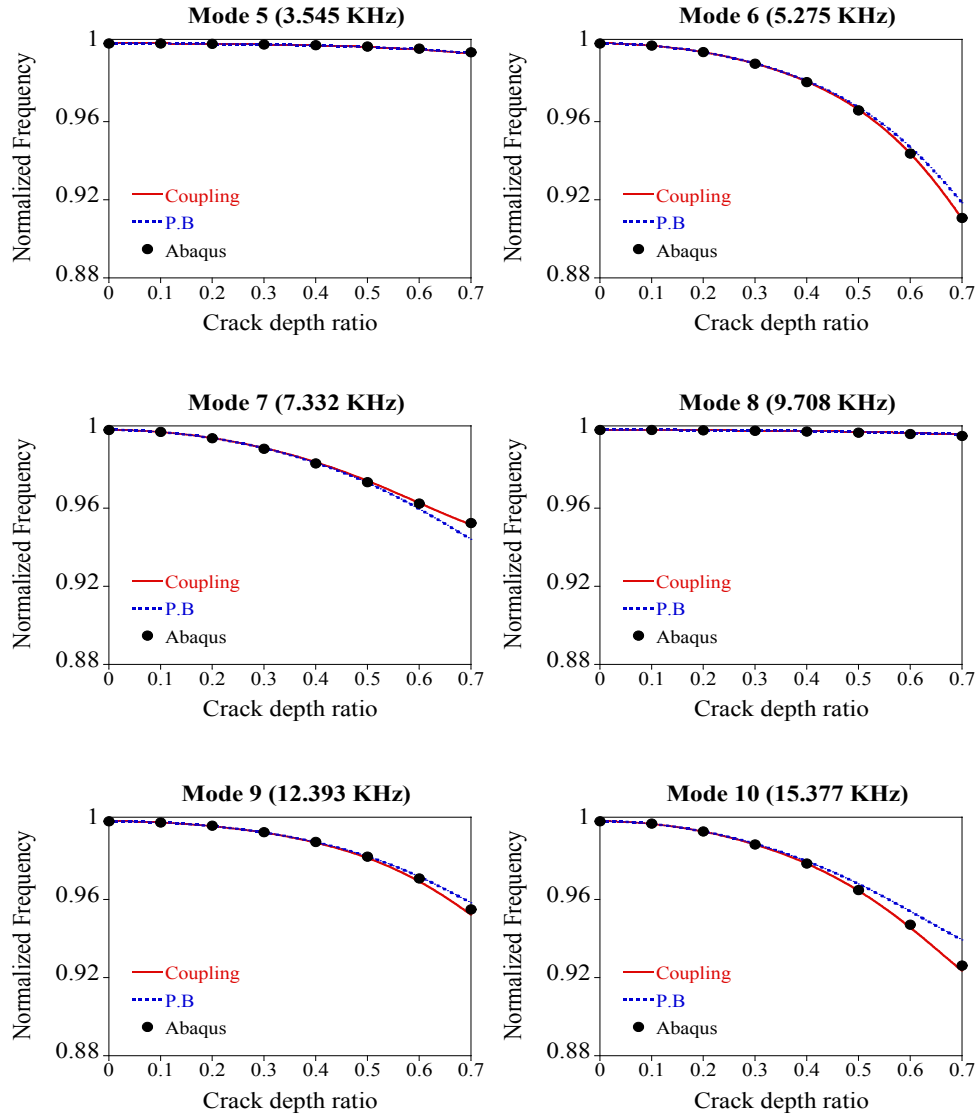 Mode 5 (3.545 KHz)
Normalized Frequency
1
0.96
0.92
0.88
Coupling
P.B
Abaqus
0 0.1 0.2 0.3 0.4 0.5 0.6 0.7
Crack depth ratio
Mode 6 (5.275 KHz)
Normalized Frequency
1
0.96
0.92
0.88
Coupling
P.B
Abaqus
0 0.1 0.2 0.3 0.4 0.5 0.6 0.7
Crack depth ratio
Mode 7 (7.332 KHz)
Normalized Frequency
1
0.96
0.92
0.88
Coupling
P.B
Abaqus
0 0.1 0.2 0.3 0.4 0.5 0.6 0.7
Crack depth ratio
Mode 8 (9.708 KHz)
Normalized Frequency
1
0.96
0.92
0.88
Coupling
P.B
Abaqus
0 0.1 0.2 0.3 0.4 0.5 0.6 0.7
Crack depth ratio
Mode 9 (12.393 KHz)
Normalized Frequency
1
0.96
0.92
0.88
Coupling
P.B
Abaqus
0 0.1 0.2 0.3 0.4 0.5 0.6 0.7
Crack depth ratio
Mode 10 (15.377 KHz)
Normalized Frequency
1
0.96
0.92
0.88
Coupling
P.B
Abaqus
0 0.1 0.2 0.3 0.4 0.5 0.6 0.7
Crack depth ratio